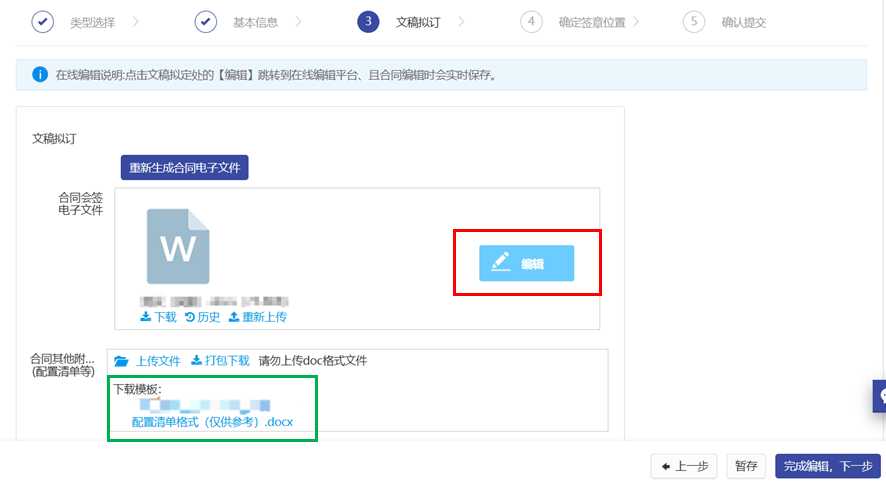 类型选择
基本信息
3 文稿拟订
4 确定签章位置
5 确认提交
在线编辑说明:点击文稿拟定处的【编辑】跳转到在线编辑平台、且合同编辑时会实时保存。
文稿拟订
重新生成合同电子文件
合同会签
电子文件
W
编辑
下载 历史 重新上传
合同其他附...
(配置清单等)
上传文件 打包下载 请勿上传doc格式文件
下载模板：
配置清单格式（仅供参考）.docx
上一步 暂存 完成编辑，下一步